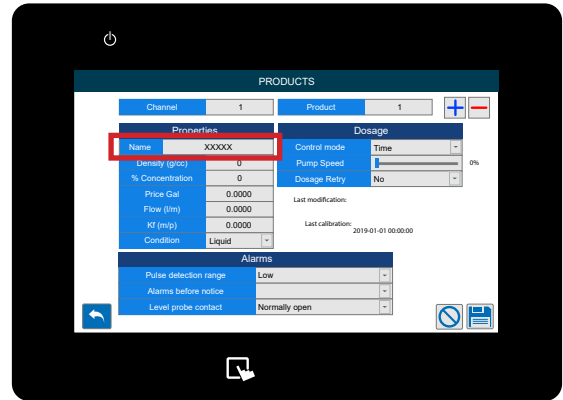 PRODUCTS
Channel 1 Product 1
Properties
Name XXXXX
Density (g/cc) 0
% Concentration 0
Price Gal 0.0000
Flow (l/m) 0.0000
Kf (m/p) 0.0000
Condition Liquid
Dosage
Control mode Time
Pump Speed 0%
Dosage Retry No
Last modification:
Last calibration:
2019-01-01 00:00:00
Alarms
Pulse detection range Low
Alarms before notice
Level probe contact Normally open